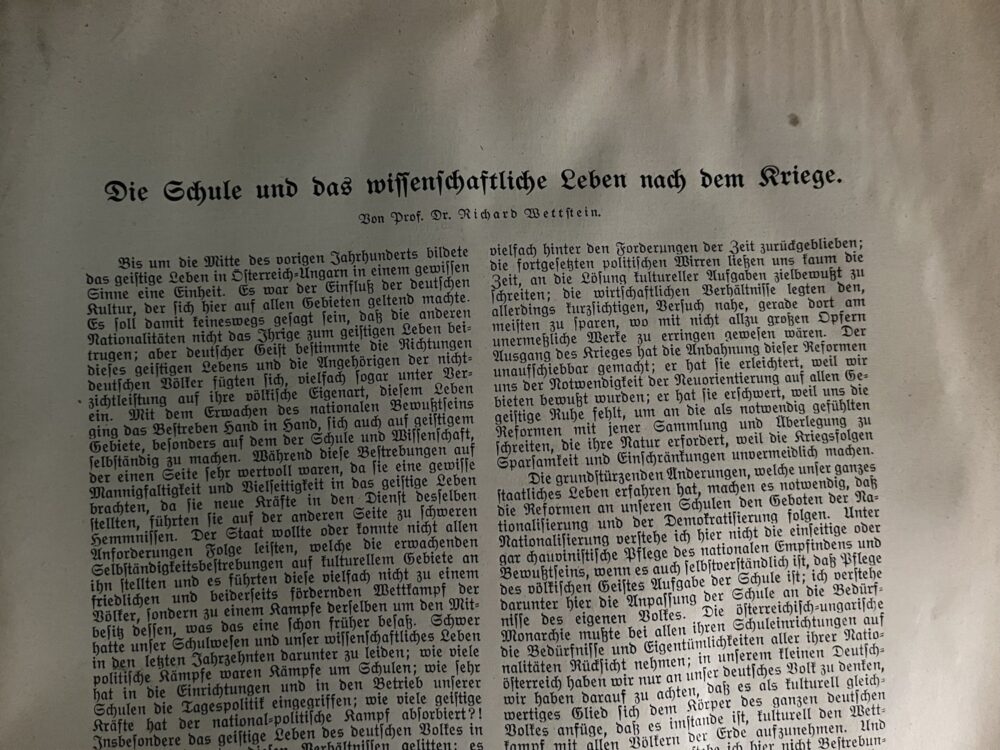 Die Schule und das wissenschaftliche Leben nach dem Kriege.
Von Prof. Dr. Richard Wettstein.
Bis um die Mitte des vorigen Jahrhunderts bildete
das geistige Leben in Österreich-Ungarn in einem gewissen
Sinne eine Einheit. Es war der Einfluß der deutschen
Kultur, der sich hier auf allen Gebieten geltend machte.
Es soll damit keineswegs gesagt sein, daß die anderen
Nationalitäten nicht das Ihrige zum geistigen Leben bei-
trugen; aber deutscher Geist bestimmte die Richtungen
dieses geistigen Lebens und die Angehörigen der nicht-
deutschen Völker fügten sich, vielfach sogar unter Ver-
zichtleistung auf ihre völkische Eigenart, diesem Leben
ein. Mit dem Erwachen des nationalen Bewußtseins
ging das Bestreben Hand in Hand, sich auch auf geistigem
Gebiete, besonders auf dem der Schule und Wissenschaft,
selbständig zu machen. Während diese Bestrebungen auf
der einen Seite sehr wertvoll waren, da sie eine gewisse
Mannigfaltigkeit und Vielseitigkeit in das geistige Leben
brachten, da sie neue Kräfte in den Dienst desselben
stellten, führten sie auf der anderen Seite zu schweren
Hemmnissen. Der Staat wollte oder konnte nicht allen
Anforderungen Folge leisten, welche die erwachenden
Selbständigkeitsbestrebungen auf kulturellem Gebiete an
ihn stellten und es führten diese vielfach nicht zu einem
friedlichen und beiderseits fördernden Wettkampf der
Völker, sondern zu einem Kampfe derselben um den Mit-
besitz dessen, was das eine schon früher besaß. Schwer
hatte unser Schulwesen und unser wissenschaftliches Leben
in den letzten Jahrzehnten darunter zu leiden; wie viele
politische Kämpfe waren Kämpfe um Schulen; wie sehr
hat in die Einrichtungen und in den Betrieb unserer
Schulen die Tagespolitik eingegriffen; wie viele geistige
Kräfte hat der national-politische Kampf absorbiert?!
Insbesondere das geistige Leben des deutschen Volkes in
diesen Verhältnissen gelitten; es
vielfach hinter den Forderungen der Zeit zurückgeblieben;
die fortgesetzten politischen Wirren ließen uns kaum die
Zeit, an die Lösung kultureller Aufgaben zielbewußt zu
schreiten; die wirtschaftlichen Verhältnisse legten den,
allerdings kurzsichtigen, Versuch nahe, gerade dort am
meisten zu sparen, wo mit nicht allzu großen Opfern
unermeßliche Werke zu erringen gewesen wären. Der
Ausgang des Krieges hat die Anbahnung dieser Reformen
unaufschiebbar gemacht; er hat sie erleichtert, weil wir
uns der Notwendigkeit der Neuorientierung auf allen Ge-
bieten bewußt wurden; er hat sie erschwert, weil uns die
geistige Ruhe fehlt, um an die als notwendig gefühlten
Reformen mit jener Sammlung und Überlegung zu
schreiten, die ihre Natur erfordert, weil die Kriegsfolgen
Sparsamkeit und Einschränkungen unvermeidlich machen.
Die grundstürzenden Änderungen, welche unser ganzes
staatliches Leben erfahren hat, machen es notwendig, daß
die Reformen an unseren Schulen den Geboten der Na-
tionalisierung und der Demokratisierung folgen. Unter
Nationalisierung verstehe ich hier nicht die einseitige oder
gar chauvinistische Pflege des nationalen Empfindens und
Bewußtseins, wenn es auch selbstverständlich ist, daß Pflege
des völkischen Geistes Aufgabe der Schule ist; ich verstehe
darunter hier die Anpassung der Schule an die Bedürf-
nisse des eigenen Volkes. Die österreichisch-ungarische
Monarchie mußte bei allen ihren Schuleinrichtungen auf
die Bedürfnisse und Eigentümlichkeiten aller ihrer Natio-
nalitäten Rücksicht nehmen; in unserem kleinen Deutsch-
österreich haben wir nur an unser deutsches Volk zu denken,
wir haben darauf zu achten, daß es als kulturell gleich-
wertiges Glied sich dem Körper des ganzen deutschen
Volkes anfüge, daß es imstande ist, kulturell den Wett-
kampf mit allen Völkern der Erde aufzunehmen. Und
ich hier nicht Bestrebun-